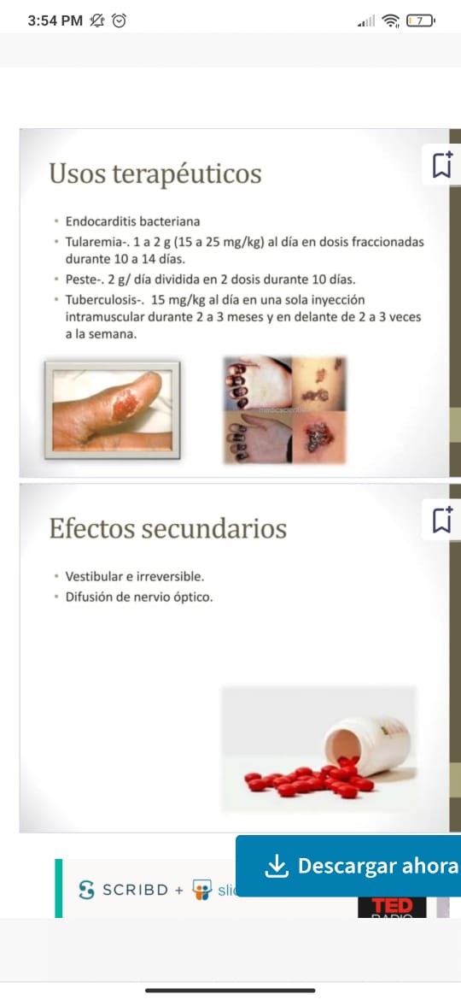 3:54 PM
7
Usos terapéuticos
• Endocarditis bacteriana
• Tularemia-. 1 a 2 g (15 a 25 mg/kg) al día en dosis fraccionadas
durante 10 a 14 días.
• Peste-. 2 g/ día dividida en 2 dosis durante 10 días.
• Tuberculosis-. 15 mg/kg al día en una sola inyección
intramuscular durante 2 a 3 meses y en delante de 2 a 3 veces
a la semana.
Efectos secundarios
• Vestibular e irreversible.
• Difusión de nervio óptico.
Descargar ahora
SCRIBD + slic
TED
RADIO